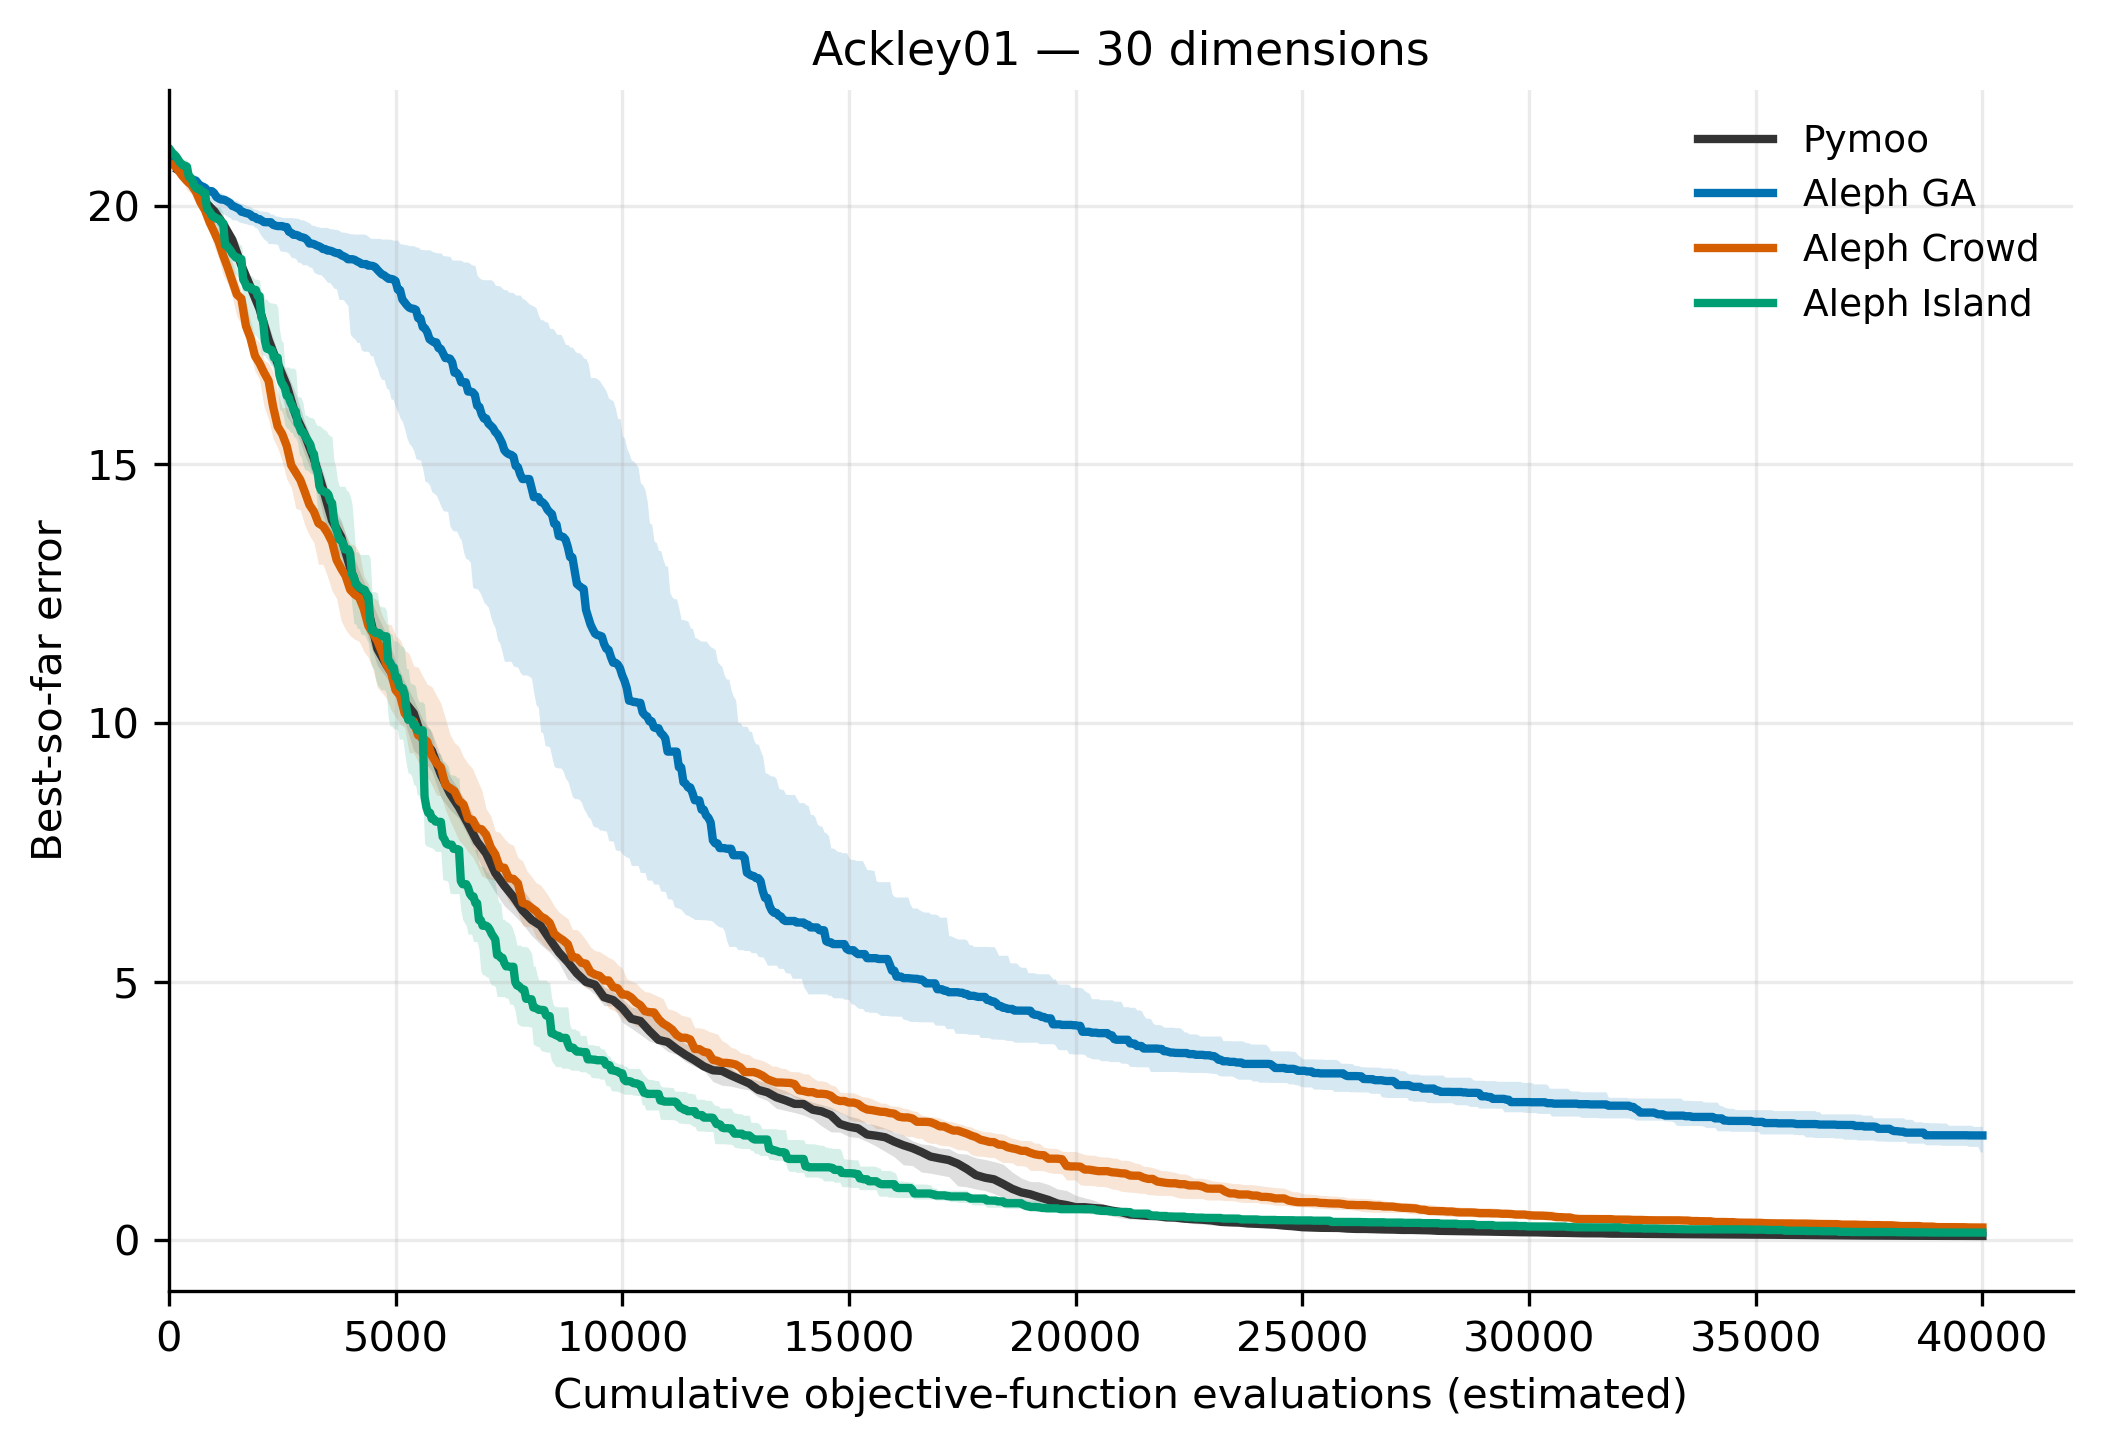 Ackley01 — 30 dimensions
Pymoo
Aleph GA
Aleph Crowd
Aleph Island
Best-so-far error
20
15
10
5
0
0 5000 10000 15000 20000 25000 30000 35000 40000
Cumulative objective-function evaluations (estimated)